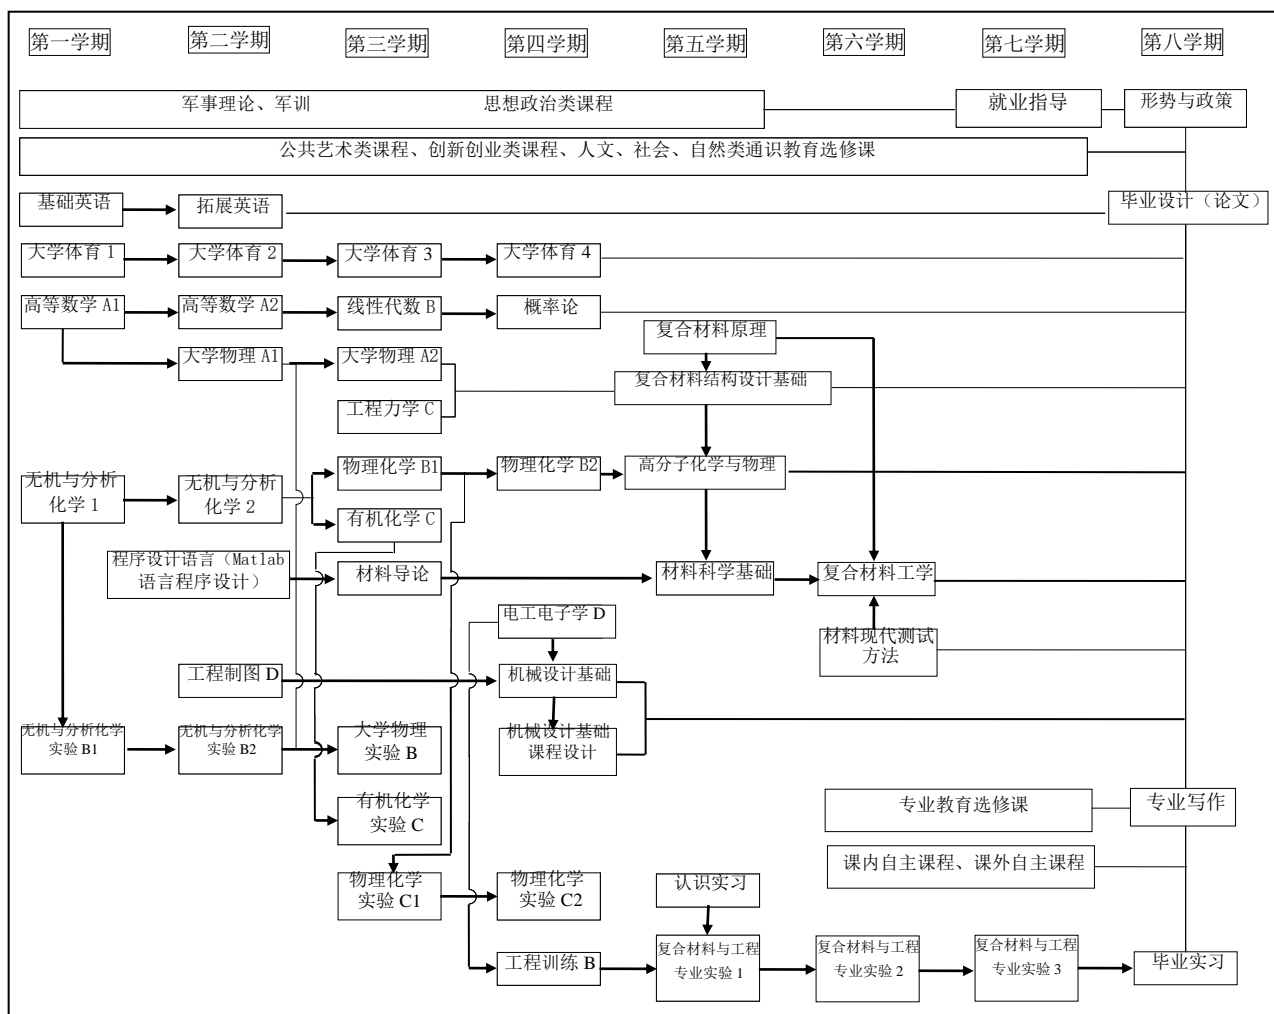 第一学期
第二学期
第三学期
第四学期
第五学期
第六学期
第七学期
第八学期
军事理论、军训
思想政治类课程
就业指导
形势与政策
公共艺术类课程、创新创业类课程、人文、社会、自然类通识教育选修课
基础英语
拓展英语
毕业设计（论文）
大学体育 1
大学体育 2
大学体育 3
大学体育 4
高等数学 A1
高等数学 A2
线性代数 B
概率论
复合材料原理
大学物理 A1
大学物理 A2
复合材料结构设计基础
工程力学 C
无机与分析
化学 1
无机与分析
化学 2
物理化学 B1
物理化学 B2
高分子化学与物理
有机化学 C
程序设计语言（Matlab
语言程序设计）
材料导论
材料科学基础
复合材料工学
电工电子学 D
材料现代测试
方法
工程制图 D
机械设计基础
无机与分析化学
实验 B1
无机与分析化学
实验 B2
大学物理
实验 B
机械设计基础
课程设计
有机化学
实验 C
专业教育选修课
专业写作
课内自主课程、课外自主课程
物理化学
实验 C1
物理化学
实验 C2
认识实习
工程训练 B
复合材料与工程
专业实验 1
复合材料与工程
专业实验 2
复合材料与工程
专业实验 3
毕业实习